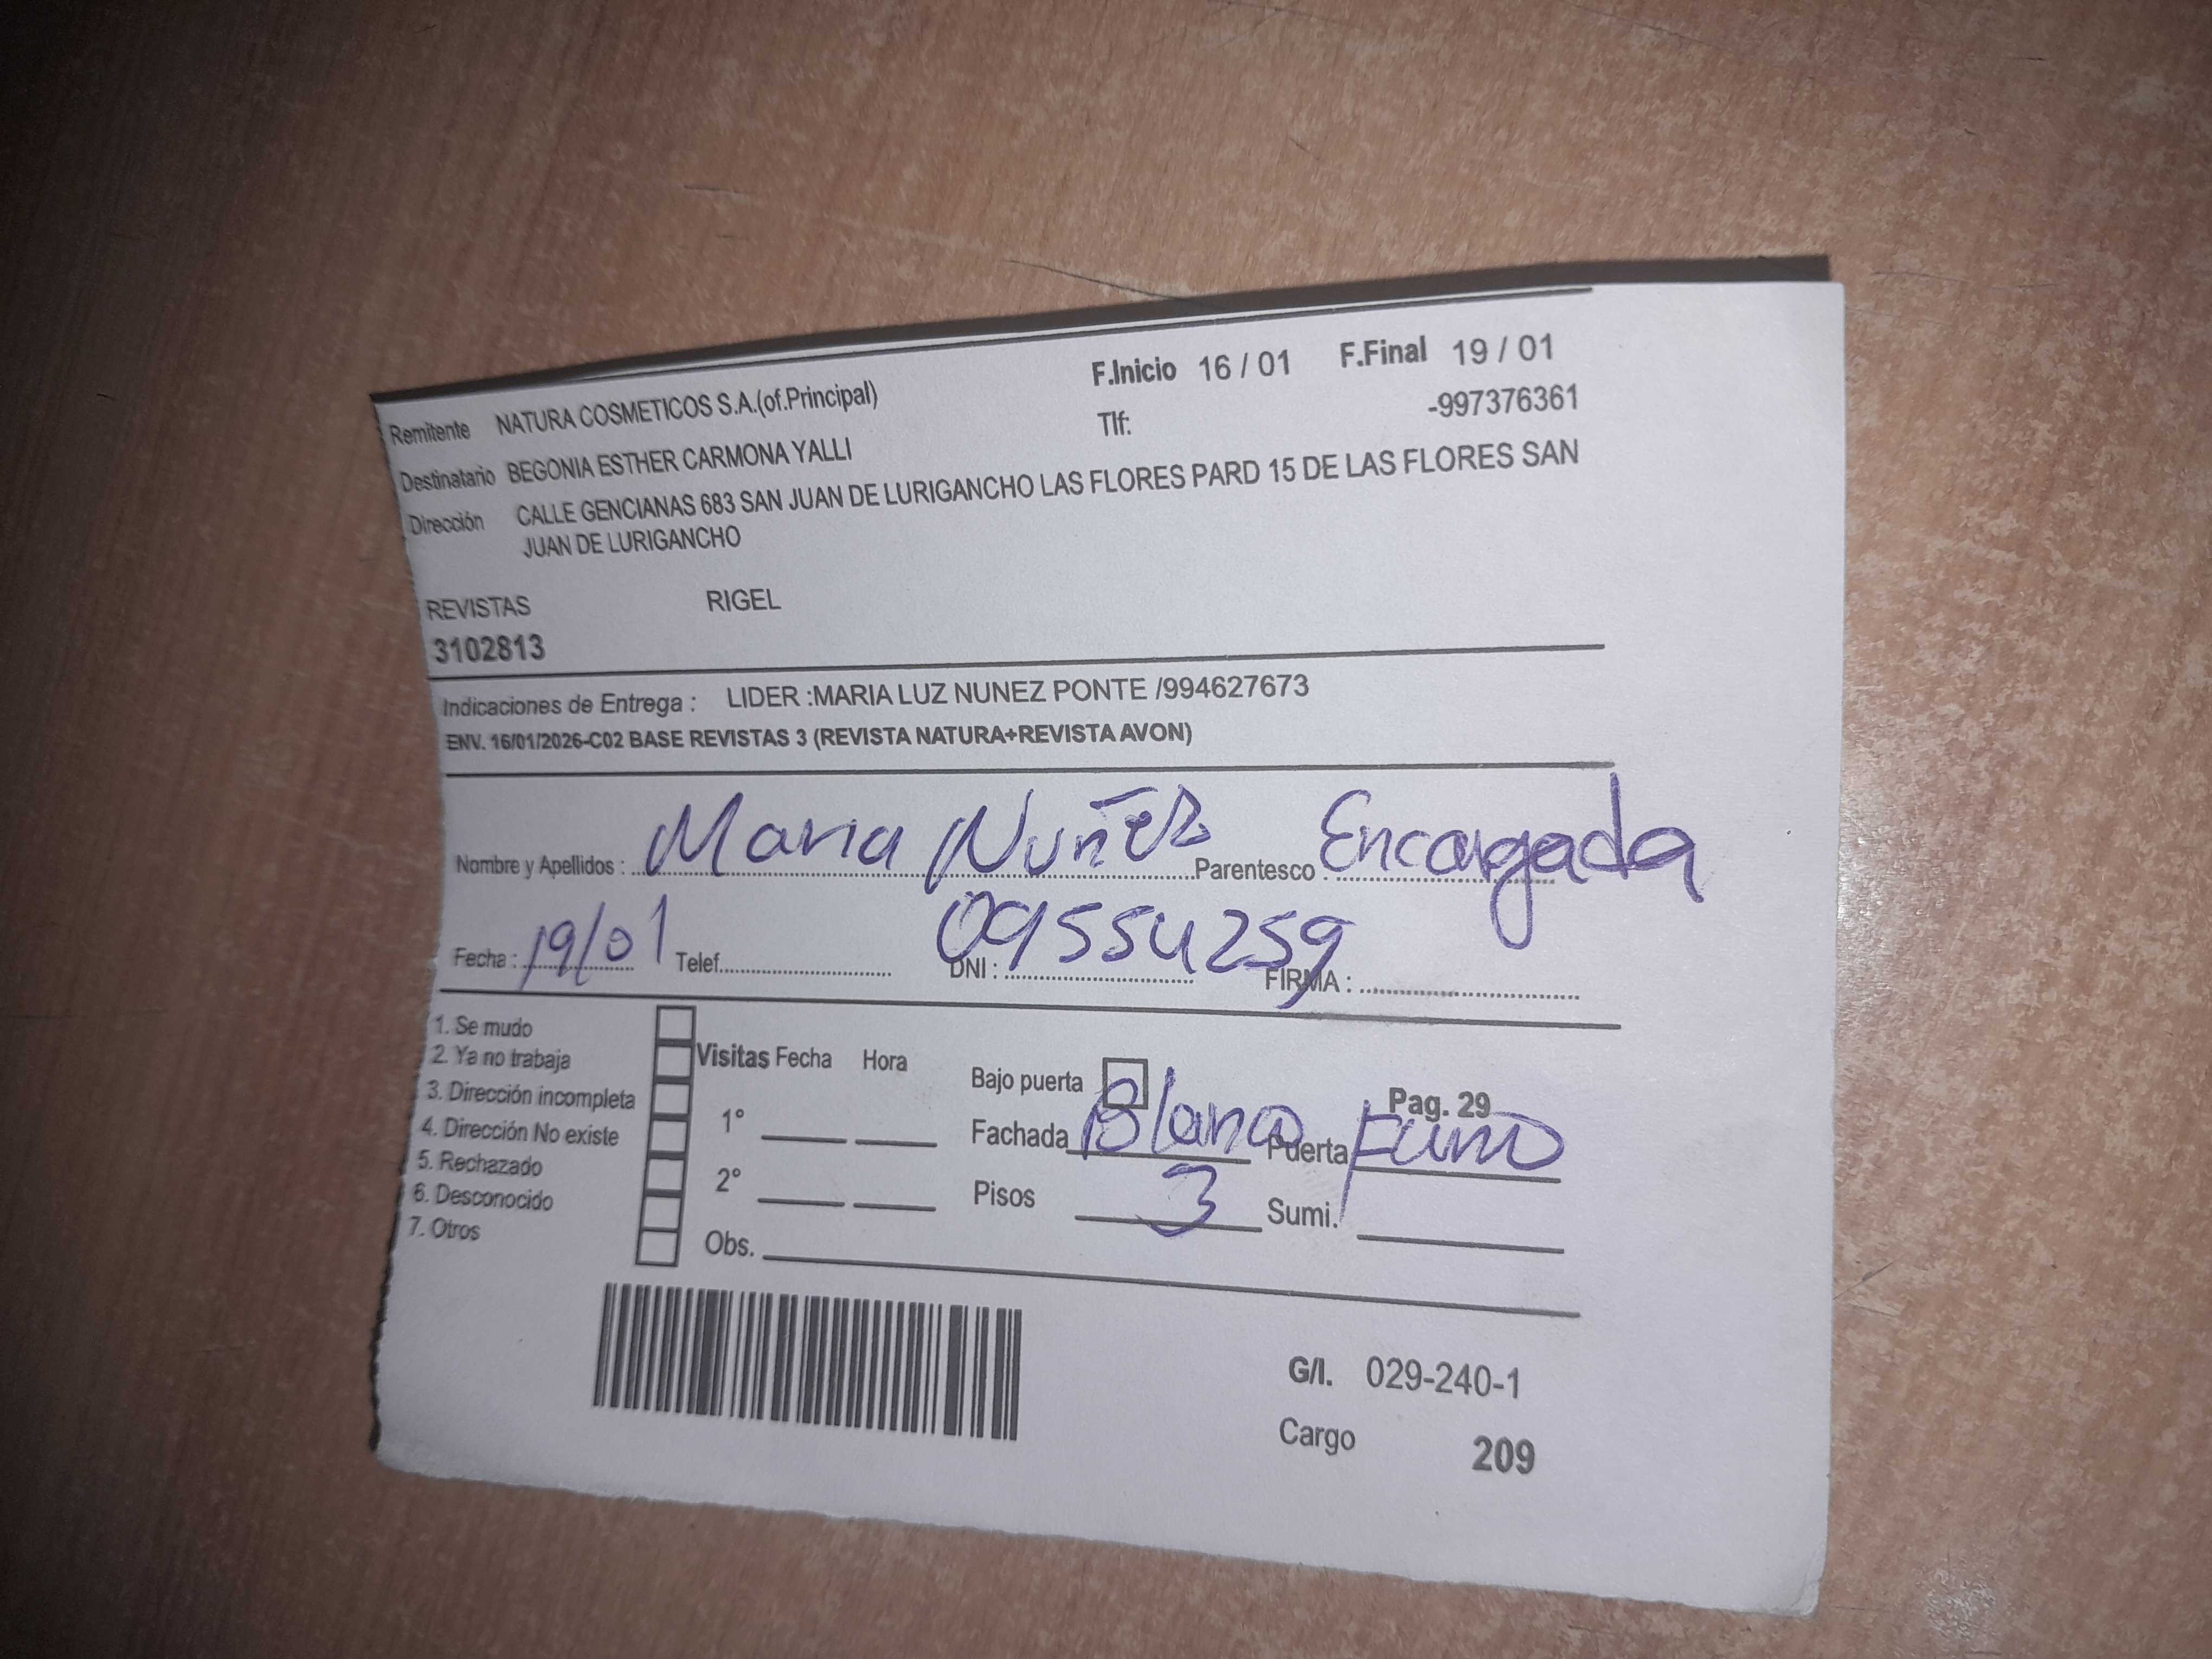 F.Inicio 16 / 01 F.Final 19 / 01
Remitente NATURA COSMETICOS S.A.(of.Principal) Tlf: -997376361
Destinatario BEGONIA ESTHER CARMONA YALLI
Dirección CALLE GENCIANAS 683 SAN JUAN DE LURIGANCHO LAS FLORES PARD 15 DE LAS FLORES SAN
JUAN DE LURIGANCHO
REVISTAS RIGEL
3102813
Indicaciones de Entrega : LIDER :MARIA LUZ NUNEZ PONTE /994627673
ENV. 16/01/2026-C02 BASE REVISTAS 3 (REVISTA NATURA+REVISTA AVON)
Nombre y Apellidos : Maria Nuñez Parentesco : Encargada
Fecha : 19/01 Telef. DNI : 09554259 FIRMA :
1. Se mudo
2. Ya no trabaja
3. Dirección incompleta
4. Dirección No existe
5. Rechazado
6. Desconocido
7. Otros
Visitas Fecha Hora
1°
2°
Obs.
Bajo puerta Pag. 29
Fachada Blanco Puerta
Pisos 3 Sumi.
G/I. 029-240-1
Cargo 209